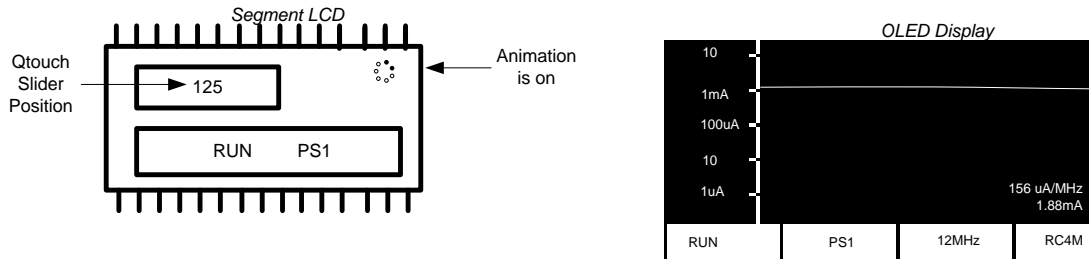 Segment LCD
Qtouch
Slider
Position
125
Animation
is on
RUN PS1
OLED Display
10
1mA
100uA
10
1uA
156 uA/MHz
1.88mA
RUN PS1 12MHz RC4M